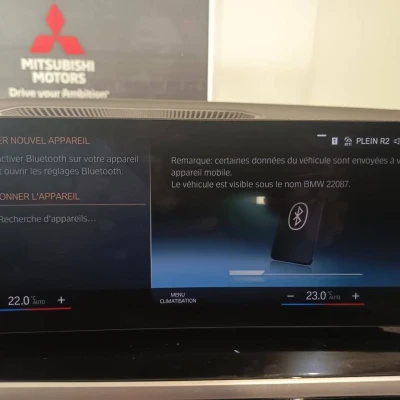 MITSUBISHI
MOTORS
Drive your Ambition
ER NOUVEL APPAREIL
PLEIN R2
activer Bluetooth sur votre appareil
t ouvrir les réglages Bluetooth.
Remarque: certaines données du véhicule sont envoyées à v
appareil mobile.
Le véhicule est visible sous le nom BMW 22087.
ONNER L'APPAREIL
Recherche d'appareils...
22.0 °C AUTO +
MENU
CLIMATISATION
− 23.0 °C AUTO +